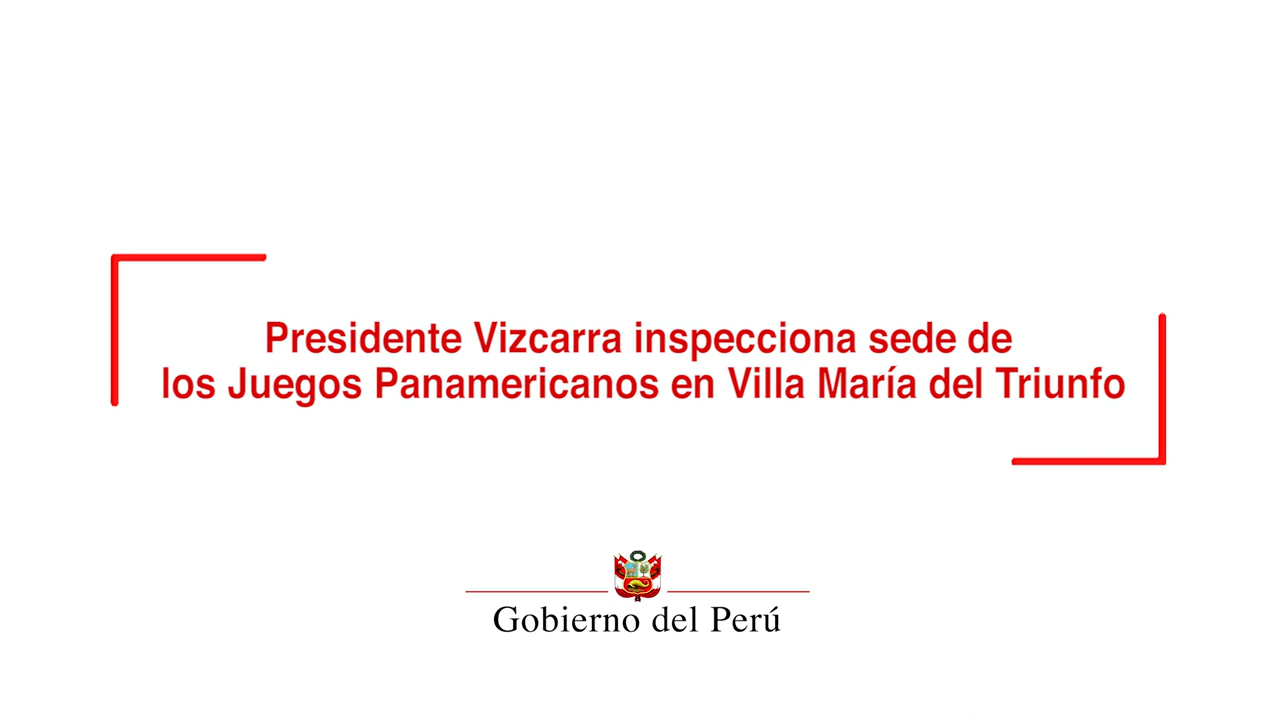 Presidente Vizcarra inspecciona sede de
los Juegos Panamericanos en Villa María del Triunfo
Gobierno del Perú